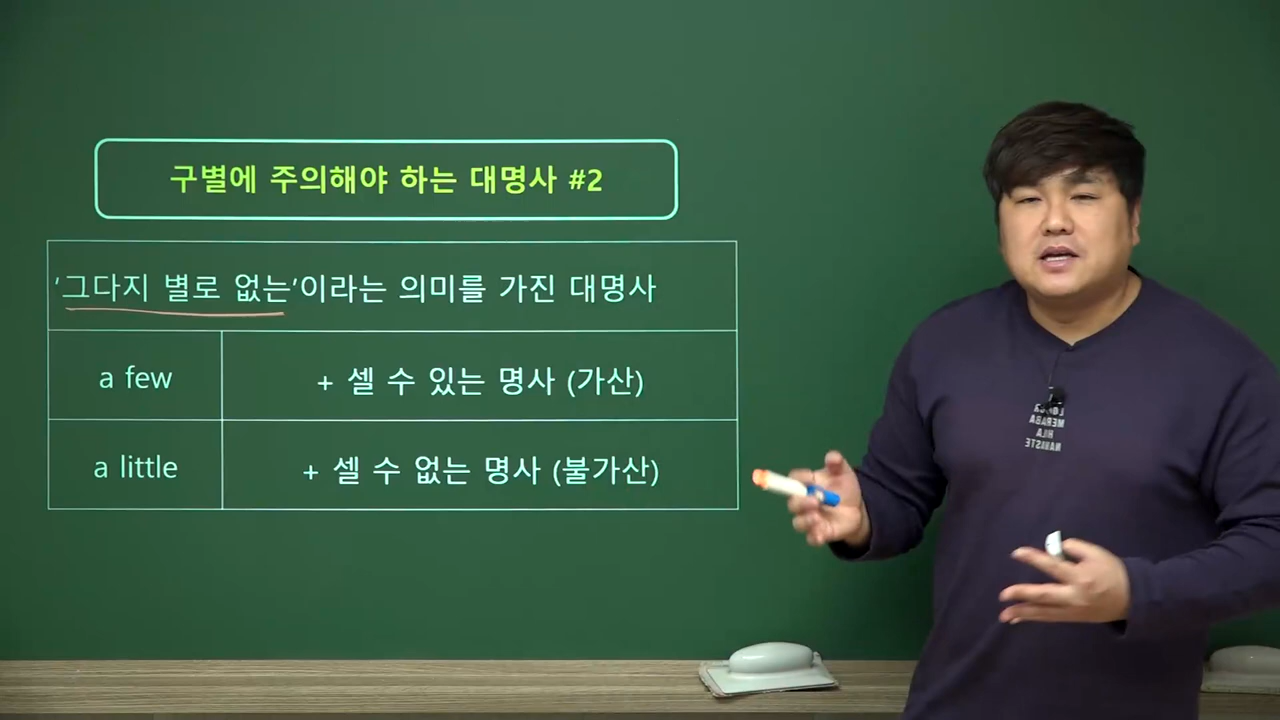 구별에 주의해야 하는 대명사 #2
'그다지 별로 없는'이라는 의미를 가진 대명사
a few
+ 셀 수 있는 명사 (가산)
a little
+ 셀 수 없는 명사 (불가산)